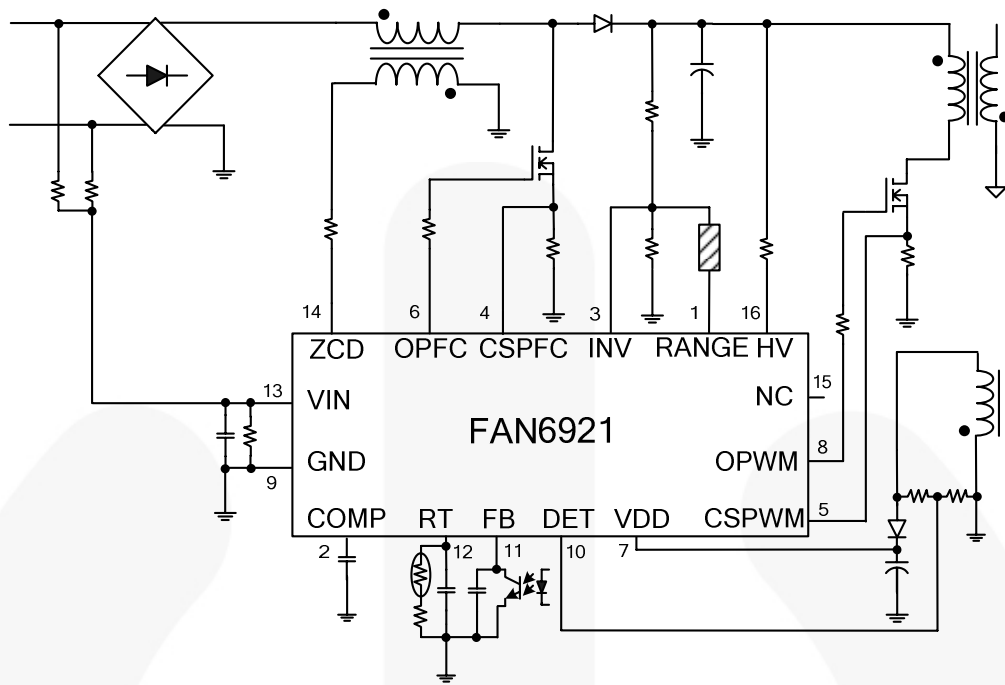 14 6 4 3 1 16
ZCD OPFC CSPFC INV RANGE HV
13 VIN NC 15
FAN6921
GND OPWM 8
9
COMP RT FB DET VDD CSPWM 5
2 12 11 10 7